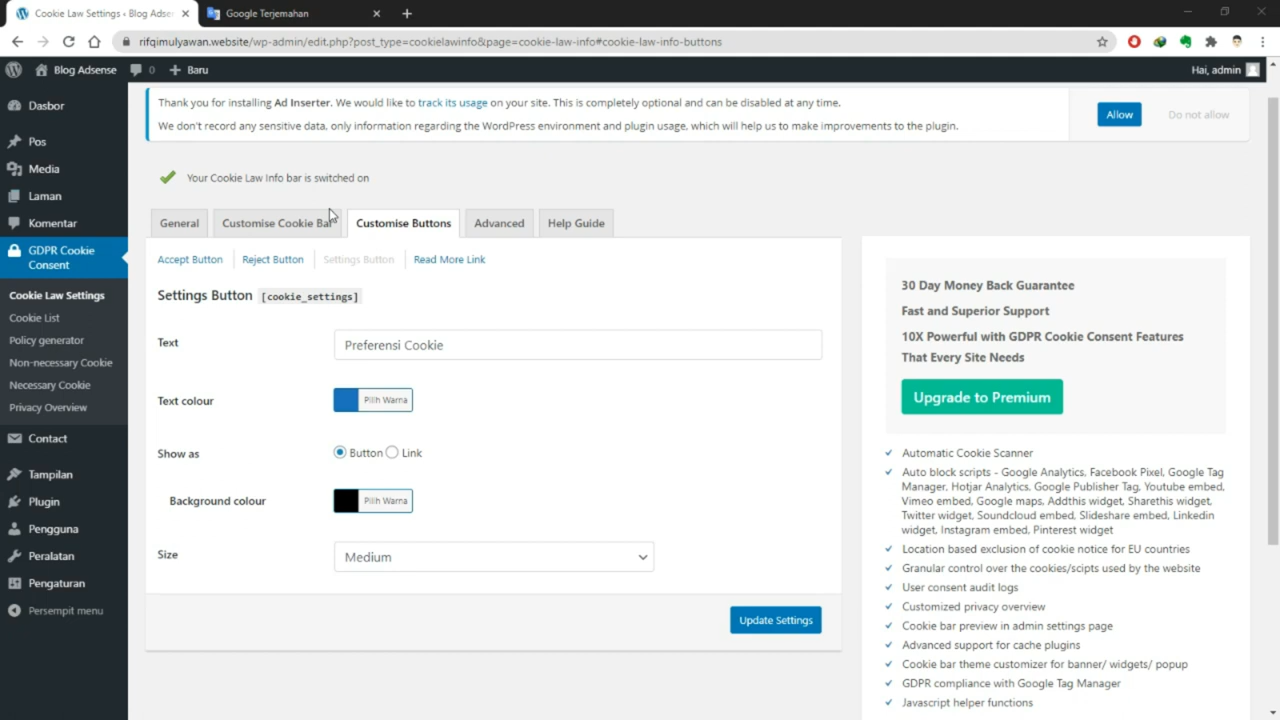 Cookie Law Settings ‹ Blog Adse
Google Terjemahan
rifqimulyawan.website/wp-admin/edit.php?post_type=cookielawinfo&page=cookie-law-info#cookie-law-info-buttons
Blog Adsense
0
Baru
Hai, admin
Dasbor
Pos
Media
Laman
Komentar
GDPR Cookie
Consent
Cookie Law Settings
Cookie List
Policy generator
Non-necessary Cookie
Necessary Cookie
Privacy Overview
Contact
Tampilan
Plugin
Pengguna
Peralatan
Pengaturan
Persempit menu
Thank you for installing Ad Inserter. We would like to track its usage on your site. This is completely optional and can be disabled at any time.
We don't record any sensitive data, only information regarding the WordPress environment and plugin usage, which will help us to make improvements to the plugin.
Allow
Do not allow
Your Cookie Law Info bar is switched on
General
Customise Cookie Bar
Customise Buttons
Advanced
Help Guide
Accept Button
Reject Button
Settings Button
Read More Link
Settings Button [cookie_settings]
Text
Preferensi Cookie
Text colour
Pilih Warna
Show as
Button
Link
Background colour
Pilih Warna
Size
Medium
Update Settings
30 Day Money Back Guarantee
Fast and Superior Support
10X Powerful with GDPR Cookie Consent Features
That Every Site Needs
Upgrade to Premium
Automatic Cookie Scanner
Auto block scripts - Google Analytics, Facebook Pixel, Google Tag
Manager, Hotjar Analytics, Google Publisher Tag, Youtube embed,
Vimeo embed, Google maps, Addthis widget, Sharethis widget,
Twitter widget, Soundcloud embed, Slideshare embed, Linkedin
widget, Instagram embed, Pinterest widget
Location based exclusion of cookie notice for EU countries
Granular control over the cookies/scipts used by the website
User consent audit logs
Customized privacy overview
Cookie bar preview in admin settings page
Advanced support for cache plugins
Cookie bar theme customizer for banner/ widgets/ popup
GDPR compliance with Google Tag Manager
Javascript helper functions